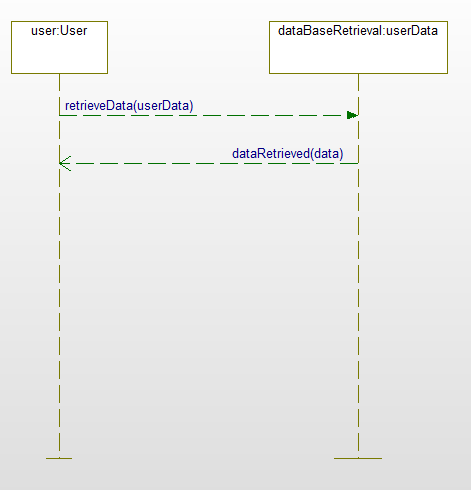 user:User
dataBaseRetrieval:userData
retrieveData(userData)
dataRetrieved(data)